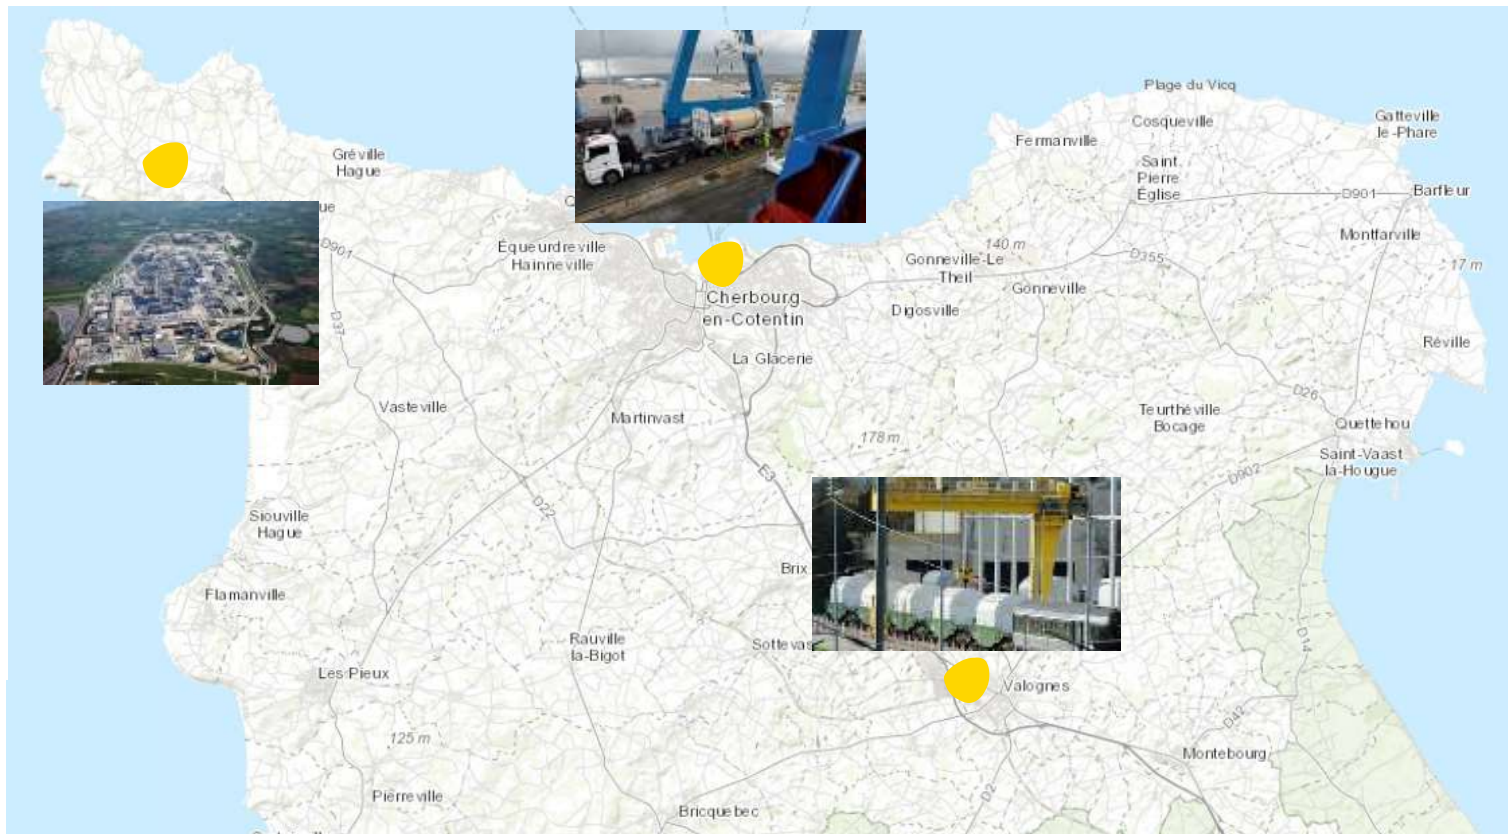 Plage du Vicq
Gatteville
le-Phare
Cosqueville
Fermanville
Gréville
Hague
Saint
Pierre
Église
D901
Barfleur
ue
Montfarville
D901
Équeurdreville
Hainneville
140 m
D355
17 m
Gonneville-Le
Theil
Gonneville
Cherbourg
en-Cotentin
Digosville
D37
Réville
La Glacerie
D26
Vasteville
Martinvast
Teurthéville
Bocage
Quettehou
178 m
Saint-Vaast
la-Hougue
E3
D902
D22
Siouville
Hague
Brix
Flamanville
Rauville
la-Bigot
Sottevas
D14
Les Pieux
Valognes
D42
125 m
Montebourg
D2
Pierreville
Bricquebec